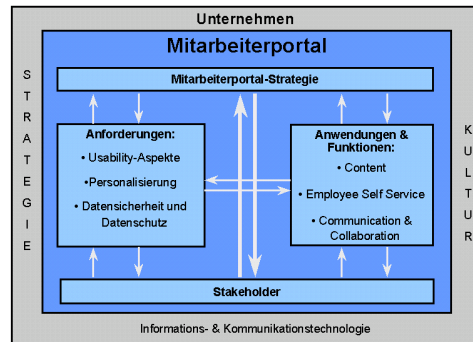 Unternehmen
Mitarbeiterportal
Mitarbeiterportal-Strategie
STRATEGIE
Anforderungen:
• Usability-Aspekte
• Personalisierung
• Datensicherheit und
Datenschutz
Anwendungen &
Funktionen:
• Content
• Employee Self Service
• Communication &
Collaboration
KULTUR
Stakeholder
Informations- & Kommunikationstechnologie